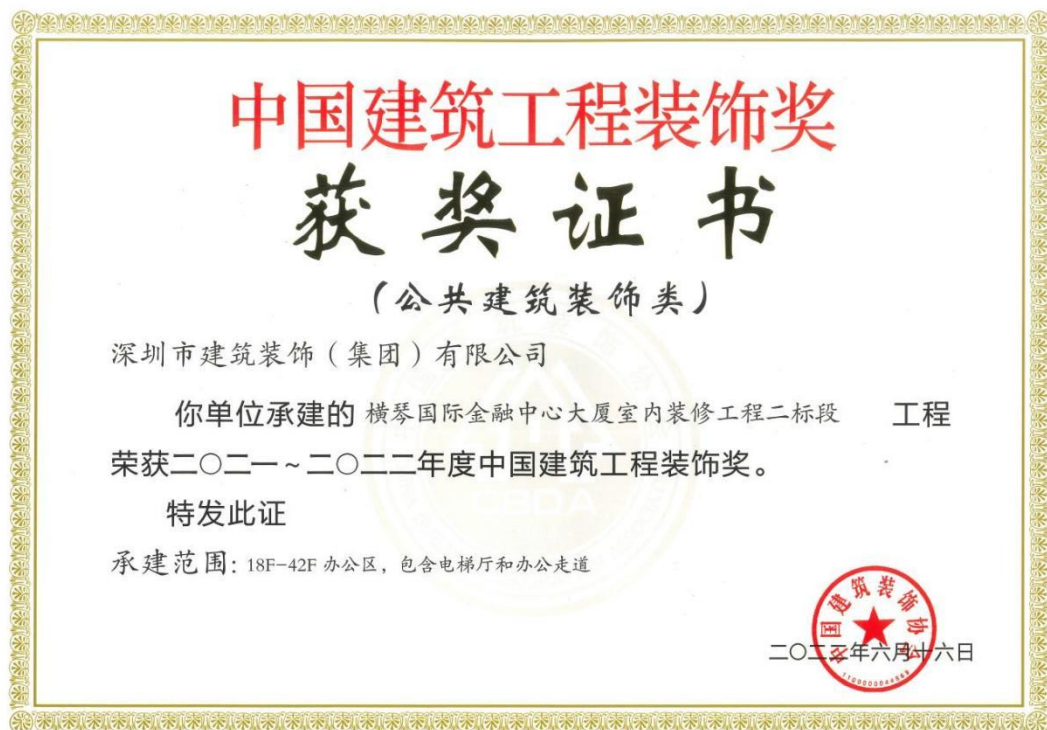 中国建筑工程装饰奖
获奖证书
(公共建筑装饰类)
深圳市建筑装饰(集团)有限公司
你单位承建的 横琴国际金融中心大厦室内装修工程二标段 工程
荣获二〇二一~二〇二二年度中国建筑工程装饰奖。
特发此证
承建范围: 18F-42F 办公区, 包含电梯厅和办公走道
中国建筑装饰协会
年六月十六日
CBDA